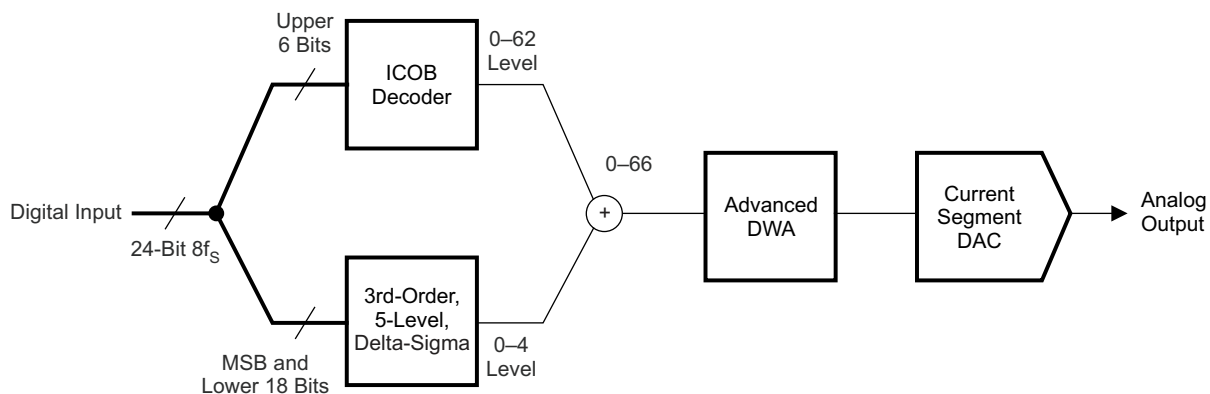 Upper
6 Bits
0–62
Level
ICOB
Decoder
0–66
Digital Input
24-Bit 8fS
+
Advanced
DWA
Current
Segment
DAC
Analog
Output
3rd-Order,
5-Level,
Delta-Sigma
MSB and
Lower 18 Bits
0–4
Level